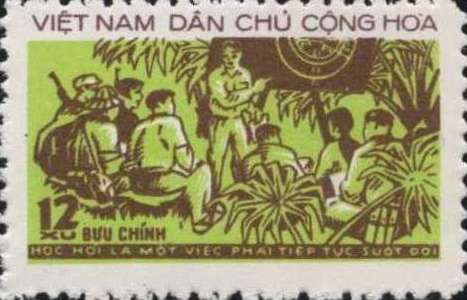 VIỆT NAM DÂN CHỦ CỘNG HÒA
12
XU BƯU CHÍNH
HỌC HỎI LÀ MỘT VIỆC PHẢI TIẾP TỤC SUỐT ĐỜI